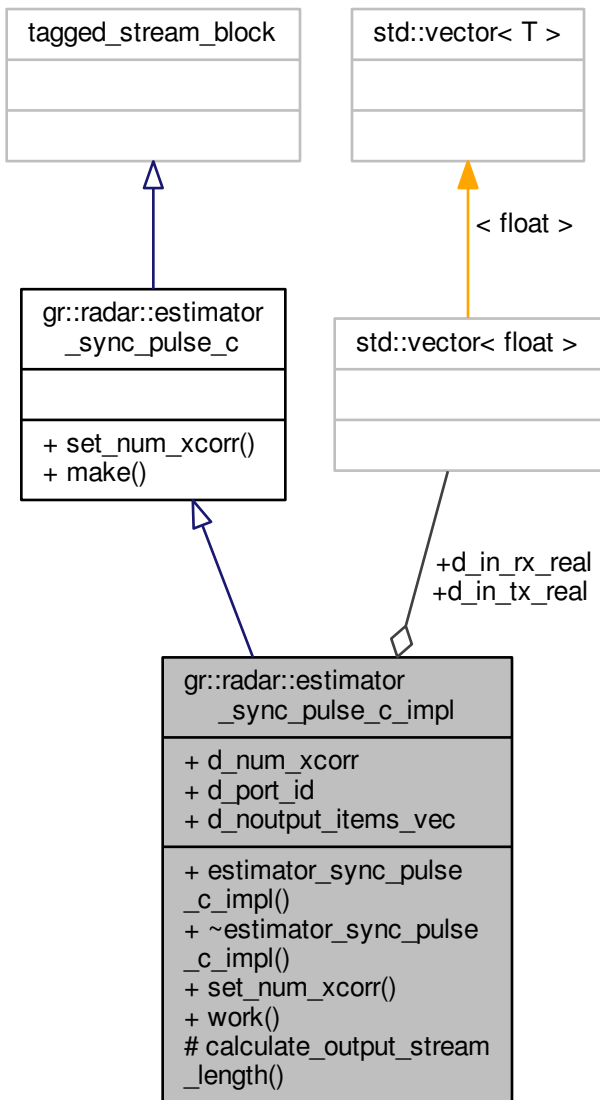 tagged_stream_block
std::vector< T >
< float >
gr::radar::estimator
_sync_pulse_c
+ set_num_xcorr()
+ make()
std::vector< float >
+d_in_rx_real
+d_in_tx_real
gr::radar::estimator
_sync_pulse_c_impl
+ d_num_xcorr
+ d_port_id
+ d_noutput_items_vec
+ estimator_sync_pulse
_c_impl()
+ ~estimator_sync_pulse
_c_impl()
+ set_num_xcorr()
+ work()
# calculate_output_stream
_length()